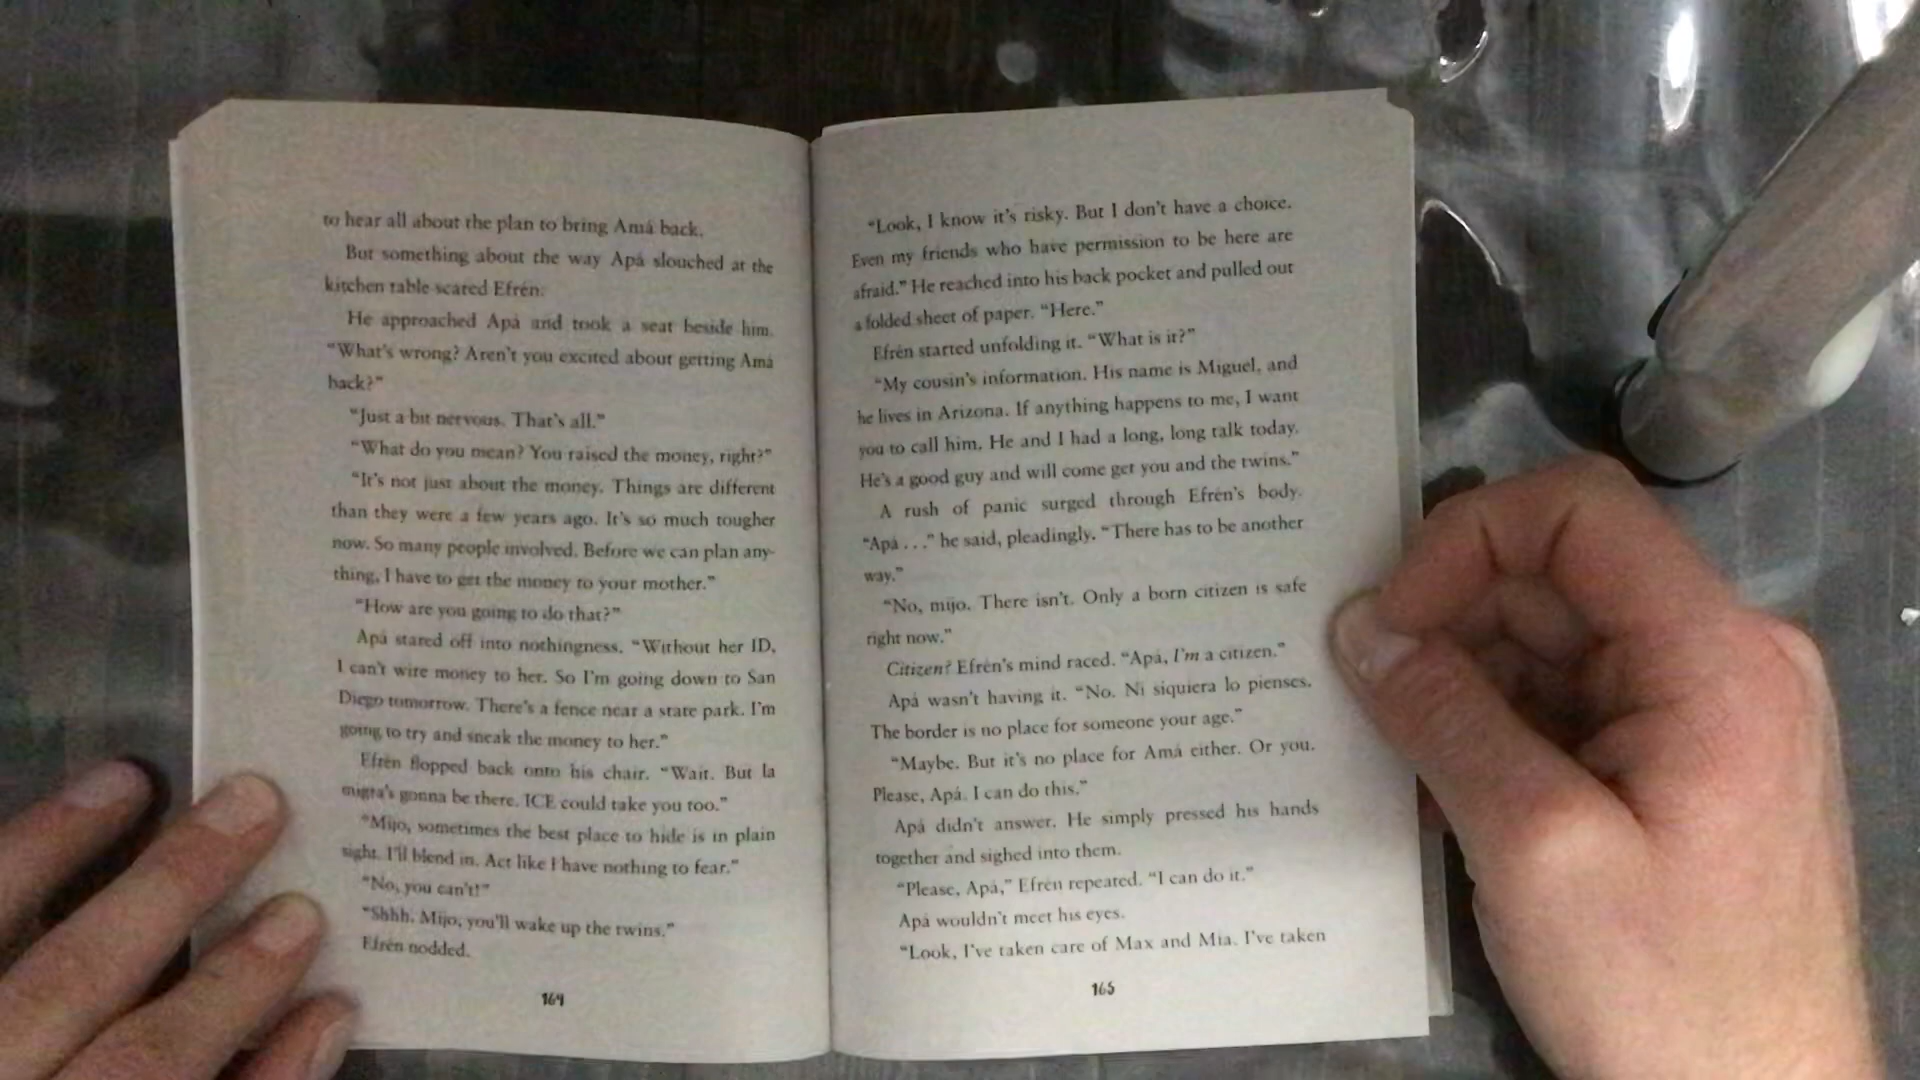 to hear all about the plan to bring Amá back.
But something about the way Apá slouched at the
kitchen table scared Efrén.
He approached Apá and took a seat beside him.
“What’s wrong? Aren’t you excited about getting Amá
back?”
“Just a bit nervous. That’s all.”
“What do you mean? You raised the money, right?”
“It’s not just about the money. Things are different
than they were a few years ago. It’s so much tougher
now. So many people involved. Before we can plan any-
thing, I have to get the money to your mother.”
“How are you going to do that?”
Apá stared off into nothingness. “Without her ID,
I can’t wire money to her. So I’m going down to San
Diego tomorrow. There’s a fence near a state park. I’m
going to try and sneak the money to her.”
Efrén flopped back onto his chair. “Wait. But la
migra’s gonna be there. ICE could take you too.”
“Mijo, sometimes the best place to hide is in plain
sight. I’ll blend in. Act like I have nothing to fear.”
“No, you can’t!”
“Shhh. Mijo, you’ll wake up the twins.”
Efrén nodded.
164
“Look, I know it’s risky. But I don’t have a choice.
Even my friends who have permission to be here are
afraid.” He reached into his back pocket and pulled out
a folded sheet of paper. “Here.”
Efrén started unfolding it. “What is it?”
“My cousin’s information. His name is Miguel, and
he lives in Arizona. If anything happens to me, I want
you to call him. He and I had a long, long talk today.
He’s a good guy and will come get you and the twins.”
A rush of panic surged through Efrén’s body.
“Apá . . .” he said, pleadingly. “There has to be another
way.”
“No, mijo. There isn’t. Only a born citizen is safe
right now.”
Citizen? Efrén’s mind raced. “Apá, I’m a citizen.”
Apá wasn’t having it. “No. Ni siquiera lo pienses.
The border is no place for someone your age.”
“Maybe. But it’s no place for Amá either. Or you.
Please, Apá. I can do this.”
Apá didn’t answer. He simply pressed his hands
together and sighed into them.
“Please, Apá,” Efrén repeated. “I can do it.”
Apá wouldn’t meet his eyes.
“Look, I’ve taken care of Max and Mia. I’ve taken
165